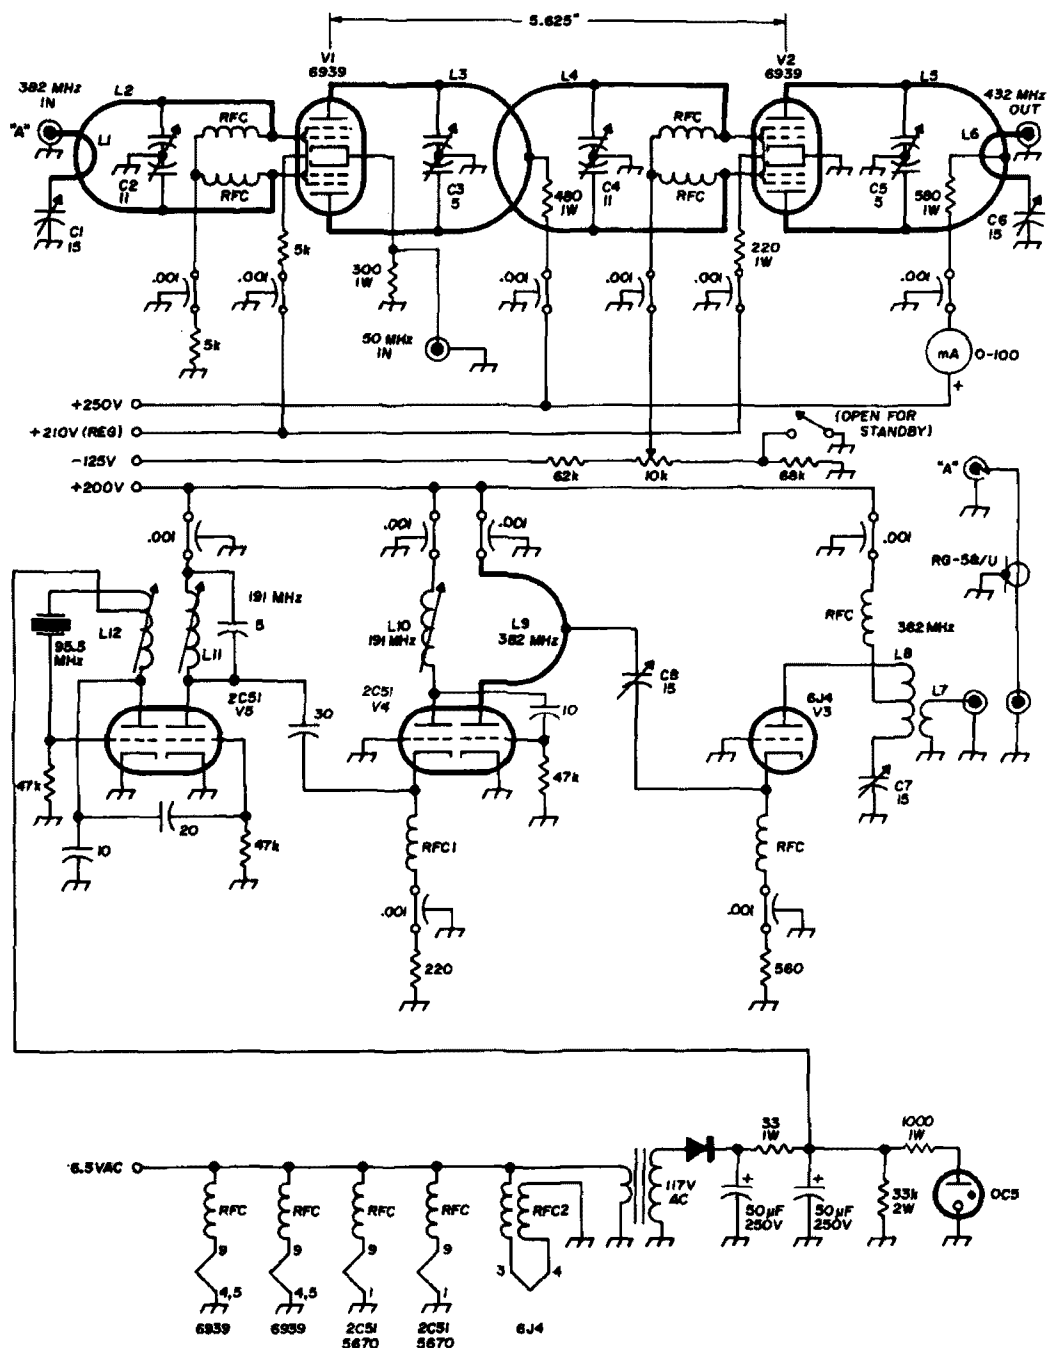 5.625"
V1
6939
V2
6939
382 MHz
IN
"A"
L1
L2
C2
11
C1
15
RFC
RFC
L3
C3
5
L4
480
1W
C4
11
RFC
RFC
L5
C5
5
580
1W
L6
432 MHz
OUT
C6
15
5k
.001
.001
5k
300
1W
50 MHz
IN
.001
.001
.001
220
1W
.001
mA
0-100
+
+250V
+210V (REG)
-125V
+200V
62k
10k
68k
(OPEN FOR
STANDBY)
"A"
RG-58/U
.001
191 MHz
5
L12
L11
95.5
MHz
2C51
V5
47k
10
20
47k
30
.001
.001
L10
191 MHz
L9
382 MHz
2C51
V4
10
47k
RFC1
.001
220
C8
15
.001
RFC
382 MHz
L8
L7
6J4
V3
C7
15
RFC
.001
560
6.3VAC
RFC
9
4,5
6939
RFC
9
4,5
6939
RFC
9
1
2C51
5670
RFC
9
1
2C51
5670
RFC2
3
4
6J4
117V
AC
+
50µF
250V
33
1W
+
50µF
250V
33k
2W
1000
1W
OC5